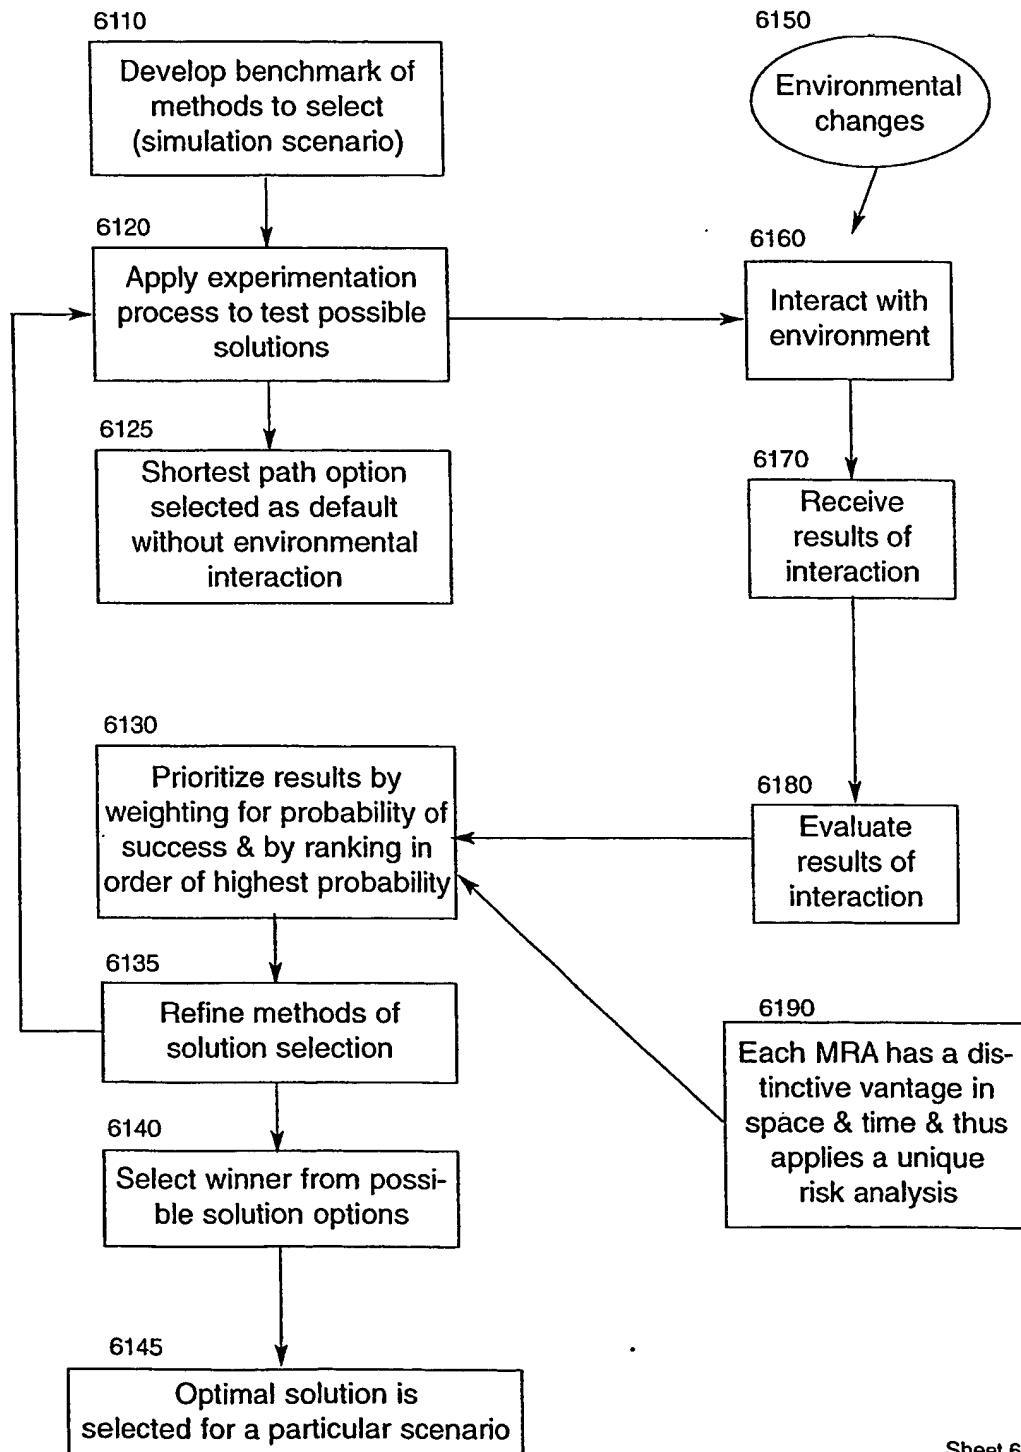 6110
Develop benchmark of
methods to select
(simulation scenario)
6150
Environmental
changes
6120
Apply experimentation
process to test possible
solutions
6160
Interact with
environment
6125
Shortest path option
selected as default
without environmental
interaction
6170
Receive
results of
interaction
6130
Prioritize results by
weighting for probability of
success & by ranking in
order of highest probability
6180
Evaluate
results of
interaction
6135
Refine methods of
solution selection
6190
Each MRA has a dis-
tinctive vantage in
space & time & thus
applies a unique
risk analysis
6140
Select winner from possi-
ble solution options
6145
Optimal solution is
selected for a particular scenario
Sheet 6